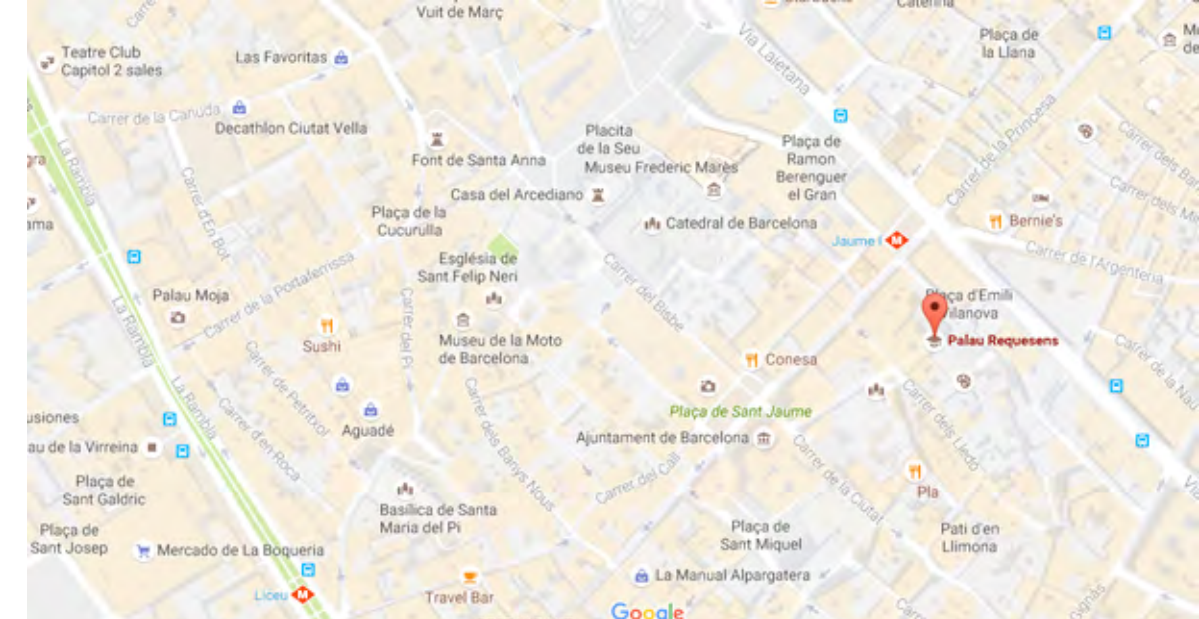 Vuit de Març
Via Laietana
Plaça de
la Llana
Teatre Club
Capitol 2 sales
Las Favoritas
Carrer de la Canuda
Decathlon Ciutat Vella
La Rambla
Font de Santa Anna
Placita
de la Seu
Museu Frederic Marès
Plaça de
Ramon
Berenguer
el Gran
Carrer de la Princesa
Casa del Arcediano
Carrer d'En Bot
Plaça de la
Cucurulla
Catedral de Barcelona
Jaume I
Bernie's
Carrer de l'Argenteria
Església de
Sant Felip Neri
Carrer del Bisbe
Carrer de la Portaferrissa
Palau Moja
Carrer del Pi
La Rambla
Sushi
Museu de la Moto
de Barcelona
Conesa
Palau Requesens
Carrer de Petritxol
La Rambla
Aguadé
Plaça de Sant Jaume
Ajuntament de Barcelona
Carrer dels Lledó
Carrer d'en Roca
Carrer dels Banys Nous
Carrer del Call
Carrer de la Ciutat
Pla
Plaça de
Sant Galdric
Basílica de Santa
Maria del Pi
Plaça de
Sant Josep
Mercado de La Boqueria
Plaça de
Sant Miquel
Pati d'en
Llimona
La Manual Alpargatera
Liceu
Travel Bar
Google